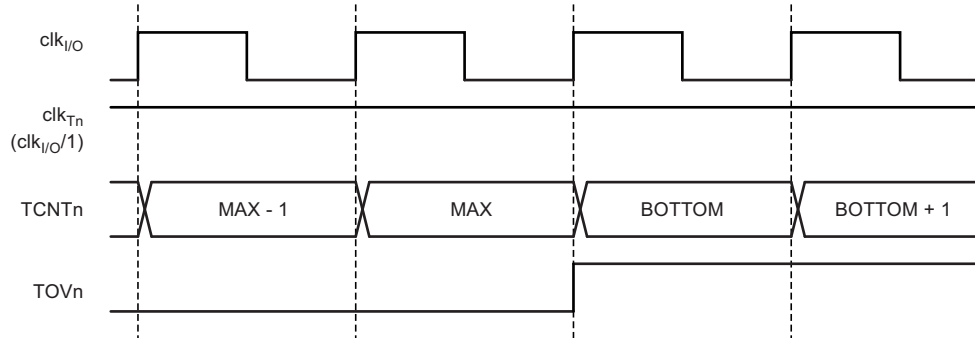 clkI/O
clkTn
(clkI/O/1)
TCNTn MAX - 1 MAX BOTTOM BOTTOM + 1
TOVn